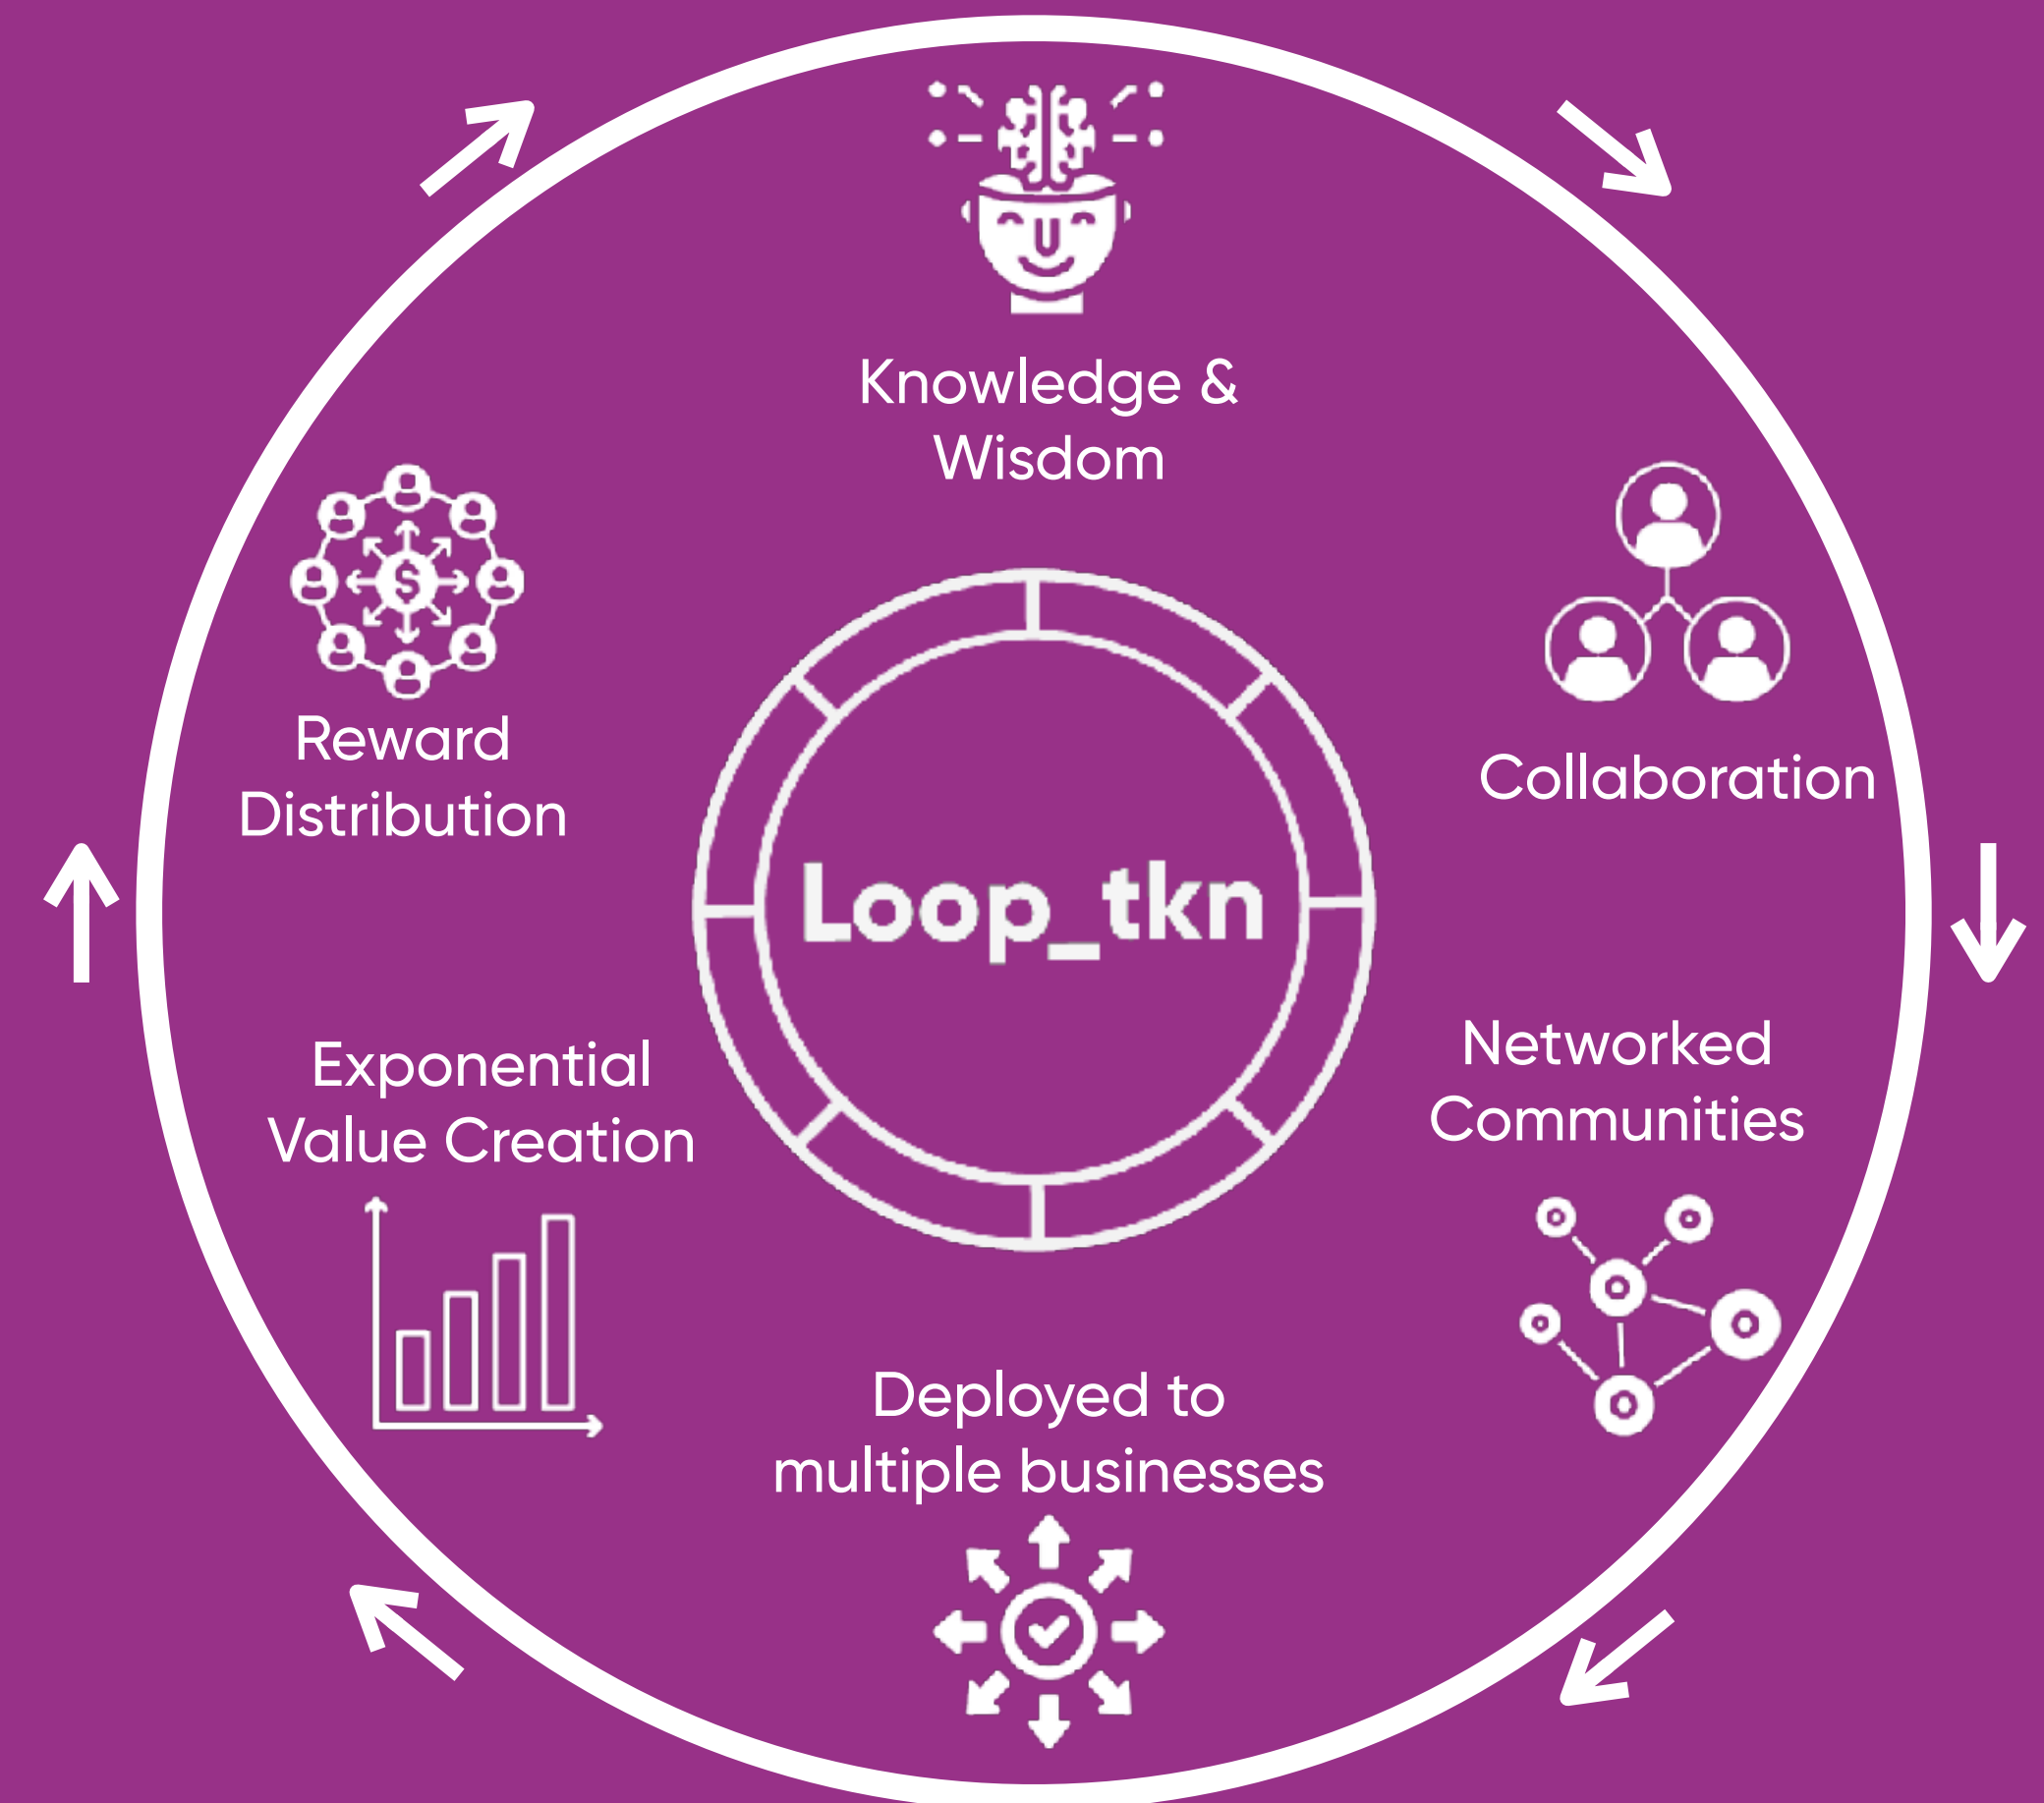 Knowledge &
Wisdom
Collaboration
Networked
Communities
Deployed to
multiple businesses
Exponential
Value Creation
Reward
Distribution
Loop_tkn